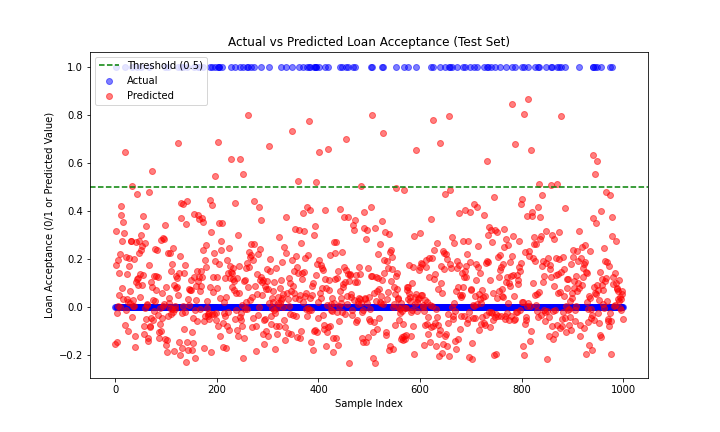 Actual vs Predicted Loan Acceptance (Test Set)
Threshold (0.5)
Actual
Predicted
Loan Acceptance (0/1 or Predicted Value)
1.0
0.8
0.6
0.4
0.2
0.0
−0.2
0 200 400 600 800 1000
Sample Index